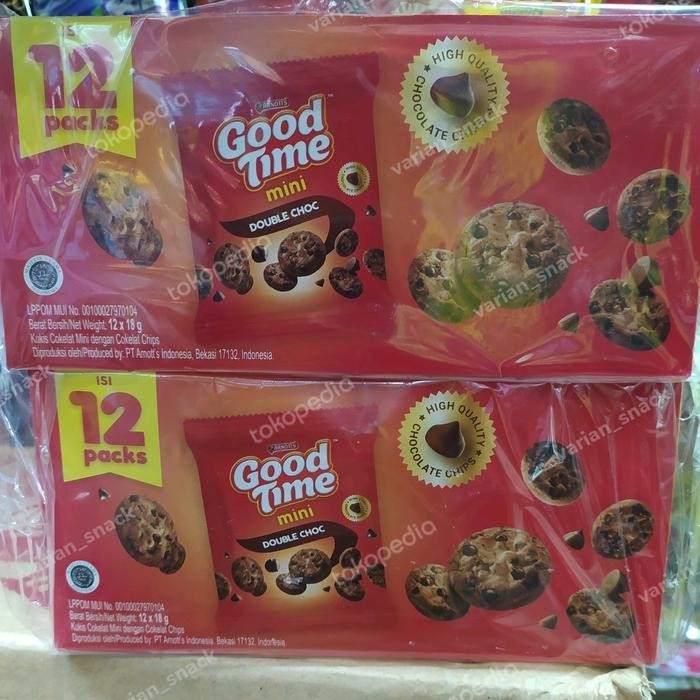 ISI
12
packs
ARNOTT'S
Good
Time
mini
DOUBLE CHOC
HIGH QUALITY
CHOCOLATE CHIPS
LPPOM MUI No. 00100027970104
Berat Bersih/Net Weight: 12 x 18 g
Kukis Cokelat Mini dengan Cokelat Chips
Diproduksi oleh/Produced by: PT Arnott's Indonesia, Bekasi 17132, Indonesia.
ISI
12
packs
ARNOTT'S
Good
Time
mini
DOUBLE CHOC
HIGH QUALITY
CHOCOLATE CHIPS
LPPOM MUI No. 00100027970104
Berat Bersih/Net Weight: 12 x 18 g
Kukis Cokelat Mini dengan Cokelat Chips
Diproduksi oleh/Produced by: PT Arnott's Indonesia, Bekasi 17132, Indonesia.
tokopedia
varian_snack